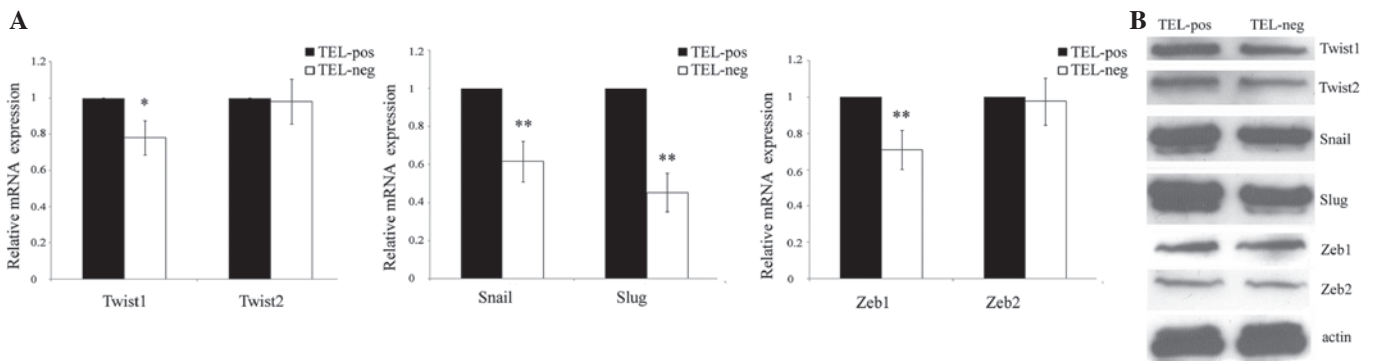 A
Relative mRNA expression
1.2
1
0.8
0.6
0.4
0.2
0
TEL-pos
TEL-neg
*
Twist1
Twist2
Relative mRNA expression
1.2
1
0.8
0.6
0.4
0.2
0
TEL-pos
TEL-neg
**
**
Snail
Slug
Relative mRNA expression
1.2
1
0.8
0.6
0.4
0.2
0
TEL-pos
TEL-neg
**
Zeb1
Zeb2
B
TEL-pos TEL-neg
Twist1
Twist2
Snail
Slug
Zeb1
Zeb2
actin